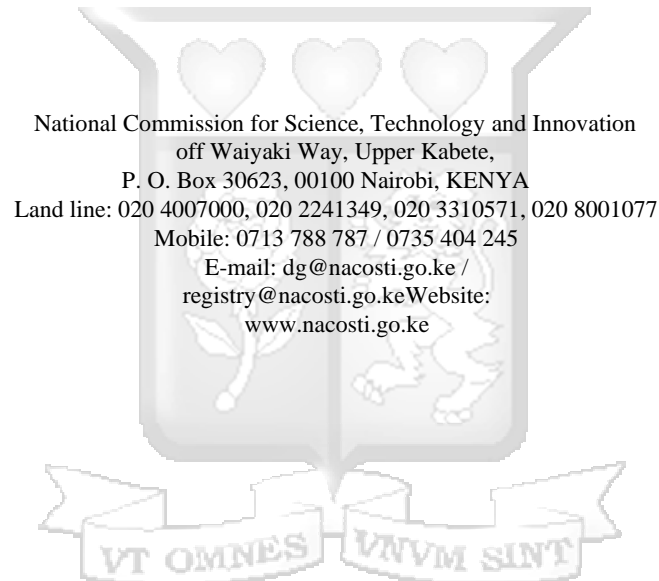 National Commission for Science, Technology and Innovation
off Waiyaki Way, Upper Kabete,
P. O. Box 30623, 00100 Nairobi, KENYA
Land line: 020 4007000, 020 2241349, 020 3310571, 020 8001077
Mobile: 0713 788 787 / 0735 404 245
E-mail: dg@nacosti.go.ke /
registry@nacosti.go.keWebsite:
www.nacosti.go.ke
VT OMNES VNVM SINT